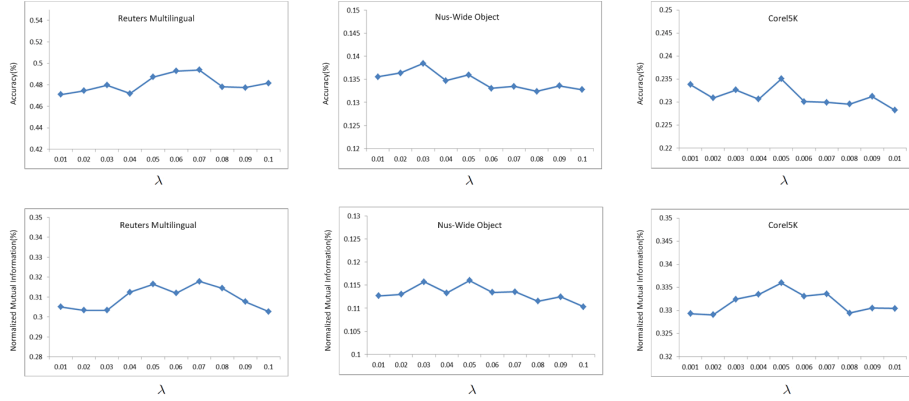 Reuters Multilingual
Accuracy(%)
0.54
0.52
0.5
0.48
0.46
0.44
0.42
0.01 0.02 0.03 0.04 0.05 0.06 0.07 0.08 0.09 0.1
λ
Nus-Wide Object
Accuracy(%)
0.15
0.145
0.14
0.135
0.13
0.125
0.12
0.01 0.02 0.03 0.04 0.05 0.06 0.07 0.08 0.09 0.1
λ
Corel5K
Accuracy(%)
0.25
0.245
0.24
0.235
0.23
0.225
0.22
0.001 0.002 0.003 0.004 0.005 0.006 0.007 0.008 0.009 0.01
λ
Reuters Multilingual
Normalized Mutual Information(%)
0.35
0.34
0.33
0.32
0.31
0.3
0.29
0.28
0.01 0.02 0.03 0.04 0.05 0.06 0.07 0.08 0.09 0.1
λ
Nus-Wide Object
Normalized Mutual Information(%)
0.13
0.125
0.12
0.115
0.11
0.105
0.1
0.01 0.02 0.03 0.04 0.05 0.06 0.07 0.08 0.09 0.1
λ
Corel5K
Normalized Mutual Information(%)
0.35
0.345
0.34
0.335
0.33
0.325
0.32
0.001 0.002 0.003 0.004 0.005 0.006 0.007 0.008 0.009 0.01
λ